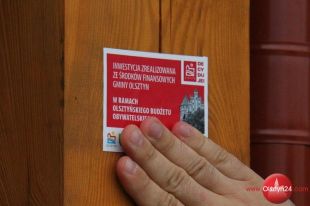 INWESTYCJA ZREALIZOWANA
ZE ŚRODKÓW FINANSOWYCH
GMINY OLSZTYN
W RAMACH
OLSZTYŃSKIEGO BUDŻETU
OBYWATELSKIEGO
DE
CY
DU
JE!
www.Olsztyn24.com